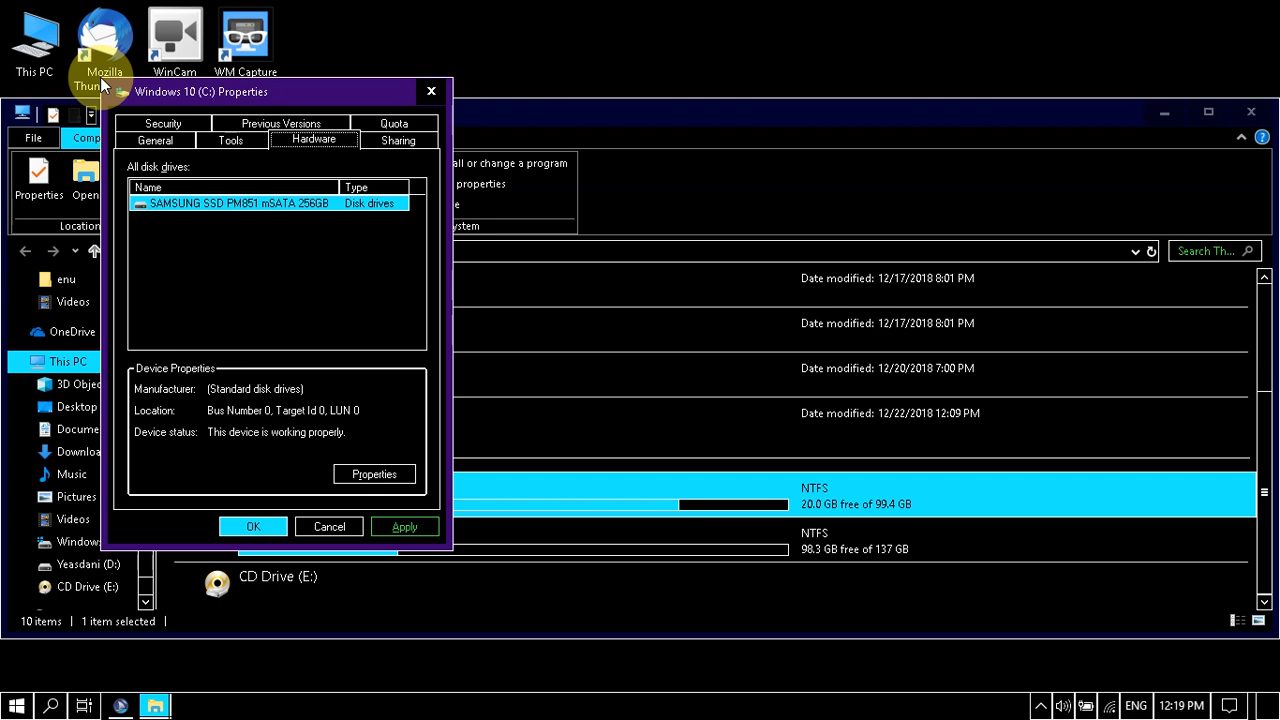 This PC
Mozilla
Thun
WinCam
WM Capture
Windows 10 (C:) Properties
Security
Previous Versions
Quota
General
Tools
Hardware
Sharing
All disk drives:
Name
Type
SAMSUNG SSD PM851 mSATA 256GB
Disk drives
Device Properties
Manufacturer: (Standard disk drives)
Location: Bus Number 0, Target Id 0, LUN 0
Device status: This device is working properly.
Properties
OK
Cancel
Apply
File
Comp
Properties
Open
Location
all or change a program
properties
e
ystem
Search Th...
enu
Videos
OneDrive
This PC
3D Objec
Desktop
Docume
Downloa
Music
Pictures
Videos
Window
Yeasdani (D:)
CD Drive (E:)
Date modified: 12/17/2018 8:01 PM
Date modified: 12/17/2018 8:01 PM
Date modified: 12/20/2018 7:00 PM
Date modified: 12/22/2018 12:09 PM
NTFS
20.0 GB free of 99.4 GB
NTFS
98.3 GB free of 137 GB
CD Drive (E:)
10 items
1 item selected
ENG
12:19 PM